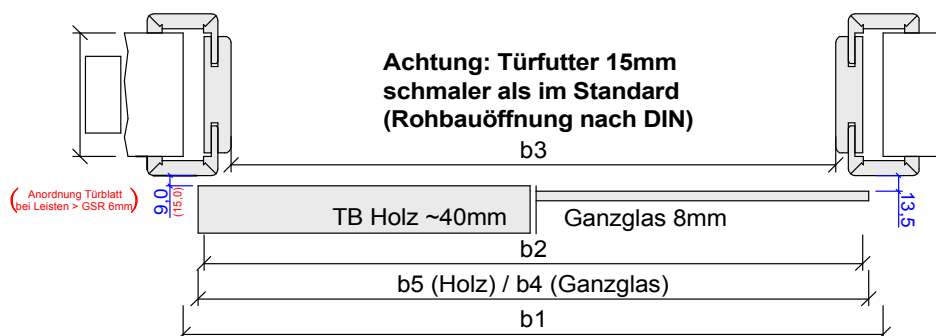 Achtung: Türfutter 15mm
schmaler als im Standard
(Rohbauöffnung nach DIN)
b3
(Anordnung Türblatt
bei Leisten > GSR 6mm)
9,0
(15,0)
TB Holz ~40mm
Ganzglas 8mm
13,5
b2
b5 (Holz) / b4 (Ganzglas)
b1